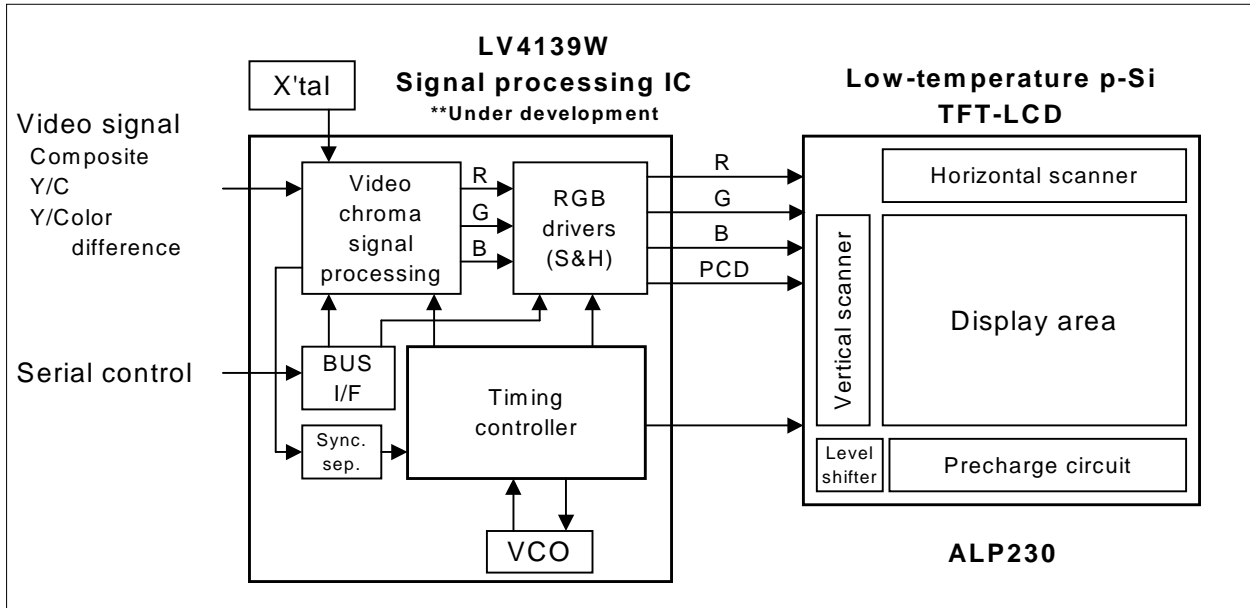 LV4139W
Signal processing IC
**Under development
Low-temperature p-Si
TFT-LCD
X'tal
Video signal
Composite
Y/C
Y/Color
difference
Serial control
Video
chroma
signal
processing
R
G
B
RGB
drivers
(S&H)
R
G
B
PCD
BUS
I/F
Sync.
sep.
Timing
controller
VCO
Horizontal scanner
Vertical scanner
Display area
Level
shifter
Precharge circuit
ALP230